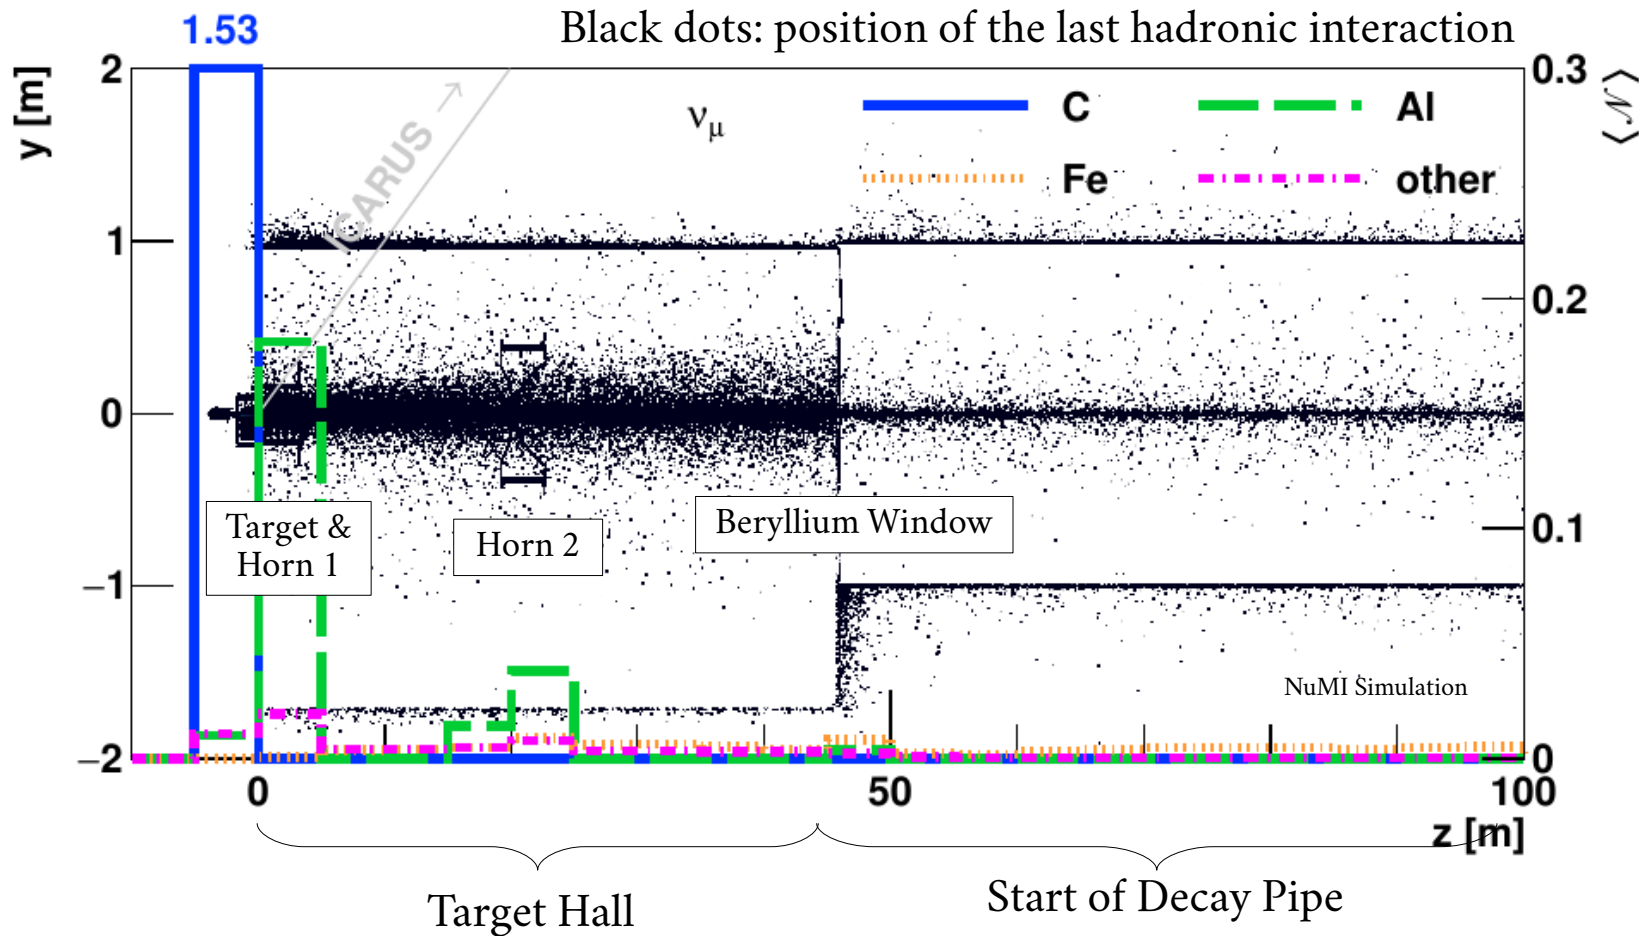 1.53
Black dots: position of the last hadronic interaction
y [m]
2
1
0
−1
−2
0.3
0.2
0.1
0
⟨𝒩⟩
ICARUS →
νμ
C
Al
Fe
other
Target &
Horn 1
Horn 2
Beryllium Window
NuMI Simulation
0
50
100
z [m]
Target Hall
Start of Decay Pipe